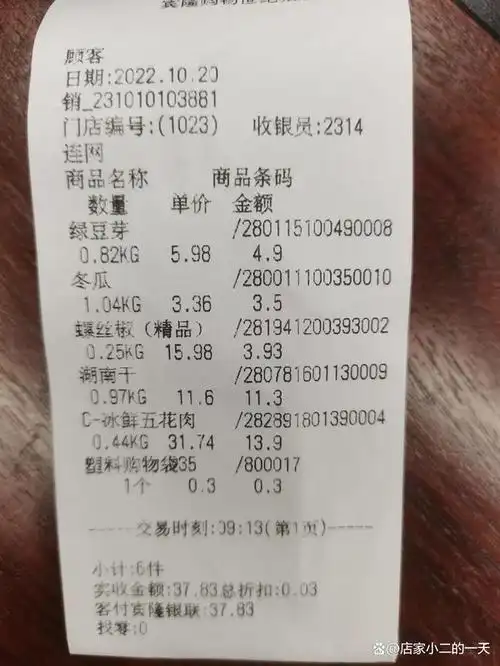 顾客
日期:2022.10.20
销_231010103881
门店编号:(1023) 收银员:2314
连网
商品名称 商品条码
数量 单价 金额
绿豆芽 /280115100490008
0.82KG 5.98 4.9
冬瓜 /280011100350010
1.04KG 3.36 3.5
螺丝椒(精品) /281941200393002
0.25KG 15.98 3.93
湖南干 /280781601130009
0.97KG 11.6 11.3
C-冰鲜五花肉 /282891801390004
0.44KG 31.74 13.9
塑料购物袋35 /800017
1个 0.3 0.3
交易时刻:09:13(第1页)
小计:6件
实收金额:37.83总折扣:0.03
客付宾隆银联:37.83
找零:0
@店家小二的一天